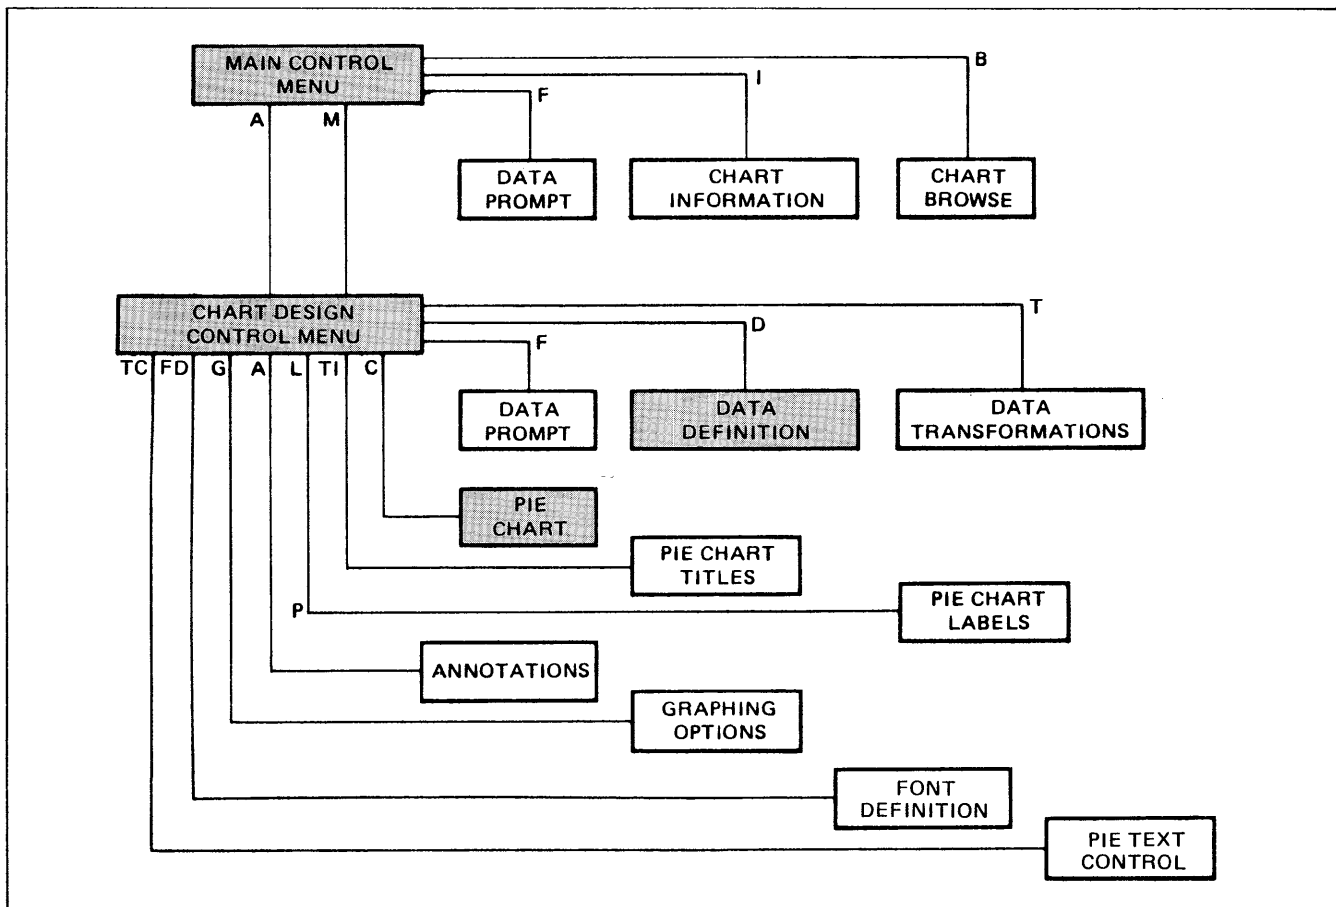 MAIN CONTROL
MENU
B
I
F
A M
DATA
PROMPT
CHART
INFORMATION
CHART
BROWSE
CHART DESIGN
CONTROL MENU
T
D
F
TC FD G A L TI C
DATA
PROMPT
DATA
DEFINITION
DATA
TRANSFORMATIONS
PIE
CHART
PIE CHART
TITLES
P
PIE CHART
LABELS
ANNOTATIONS
GRAPHING
OPTIONS
FONT
DEFINITION
PIE TEXT
CONTROL